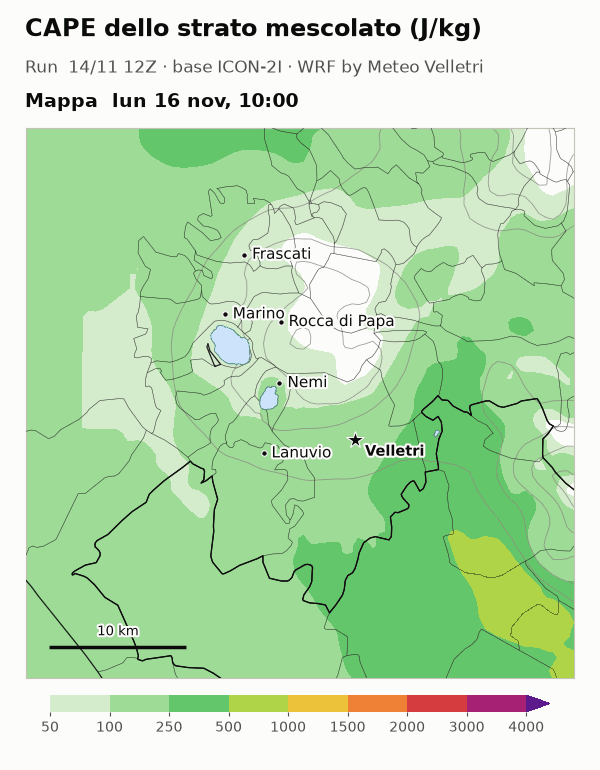 CAPE dello strato mescolato (J/kg)
Run  14/11 12Z · base ICON-2I · WRF by Meteo Velletri
Mappa  lun 16 nov, 10:00
Frascati
Marino
Rocca di Papa
Nemi
Velletri
Lanuvio
10 km
50 100 250 500 1000 1500 2000 3000 4000